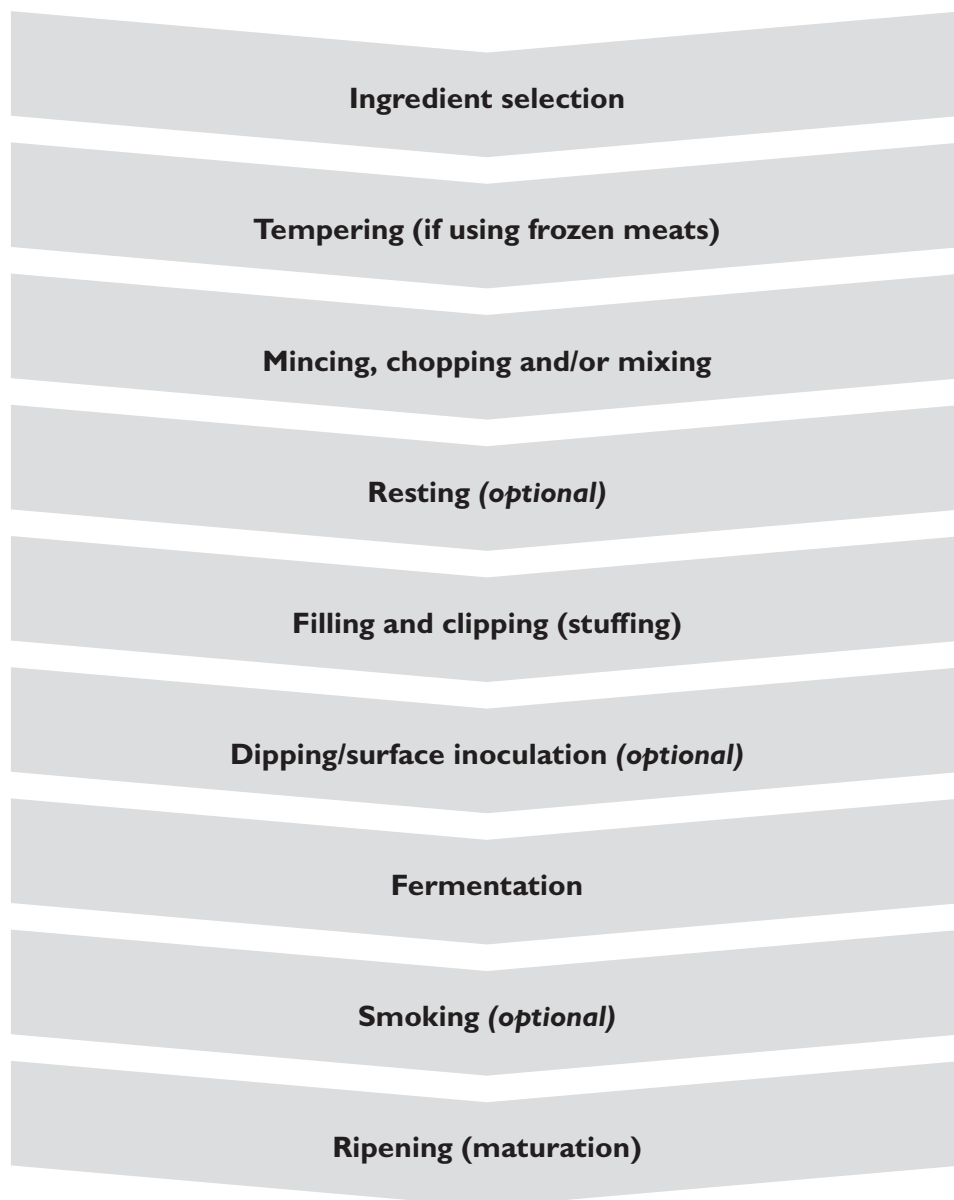 Ingredient selection
Tempering (if using frozen meats)
Mincing, chopping and/or mixing
Resting (optional)
Filling and clipping (stuffing)
Dipping/surface inoculation (optional)
Fermentation
Smoking (optional)
Ripening (maturation)